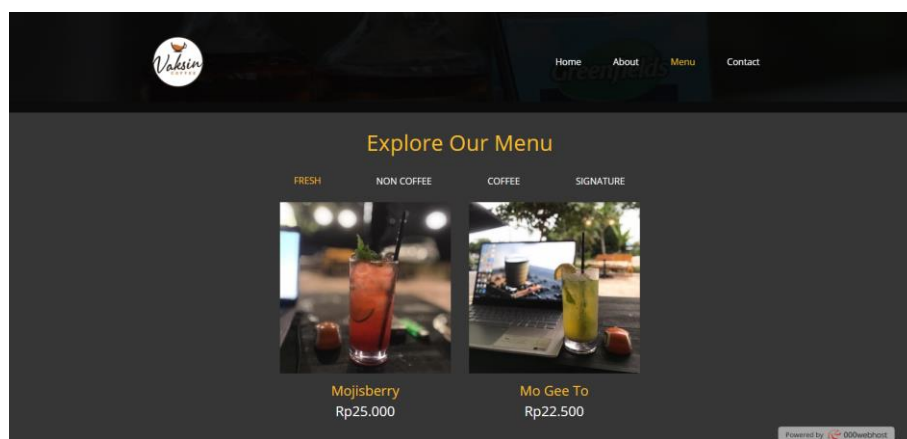 Vaksin
COFFEE
Greenfields
Home About Menu Contact
Explore Our Menu
FRESH NON COFFEE COFFEE SIGNATURE
Mojisberry Mo Gee To
Rp25.000 Rp22.500
Powered by 000webhost